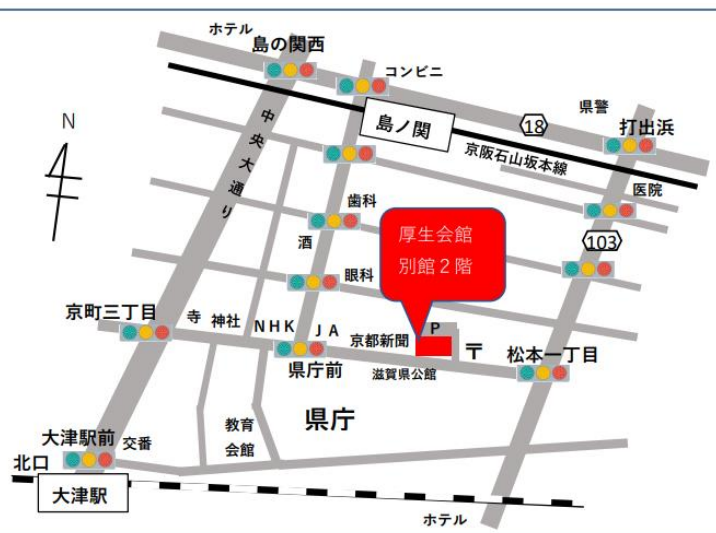 ホテル
島の関西
コンビニ
県警
18
打出浜
島ノ関
京阪石山坂本線
N
中央大通り
医院
歯科
酒
103
厚生会館
別館２階
眼科
京町三丁目
寺
神社
NHK
JA
京都新聞
P
〒
松本一丁目
県庁前
滋賀県公館
県庁
教育
会館
大津駅前
交番
北口
大津駅
ホテル